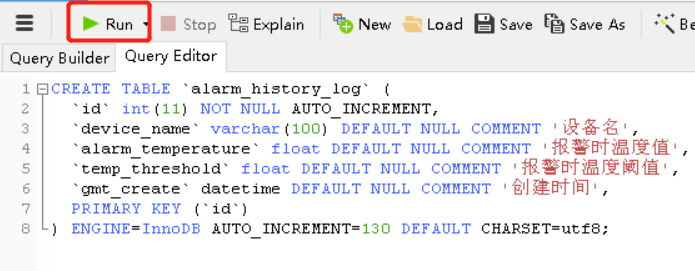 Run Stop Explain New Load Save Save As Be
Query Builder Query Editor
1 CREATE TABLE `alarm_history_log` (
2 `id` int(11) NOT NULL AUTO_INCREMENT,
3 `device_name` varchar(100) DEFAULT NULL COMMENT '设备名',
4 `alarm_temperature` float DEFAULT NULL COMMENT '报警时温度值',
5 `temp_threshold` float DEFAULT NULL COMMENT '报警时温度阈值',
6 `gmt_create` datetime DEFAULT NULL COMMENT '创建时间',
7 PRIMARY KEY (`id`)
8 ) ENGINE=InnoDB AUTO_INCREMENT=130 DEFAULT CHARSET=utf8;